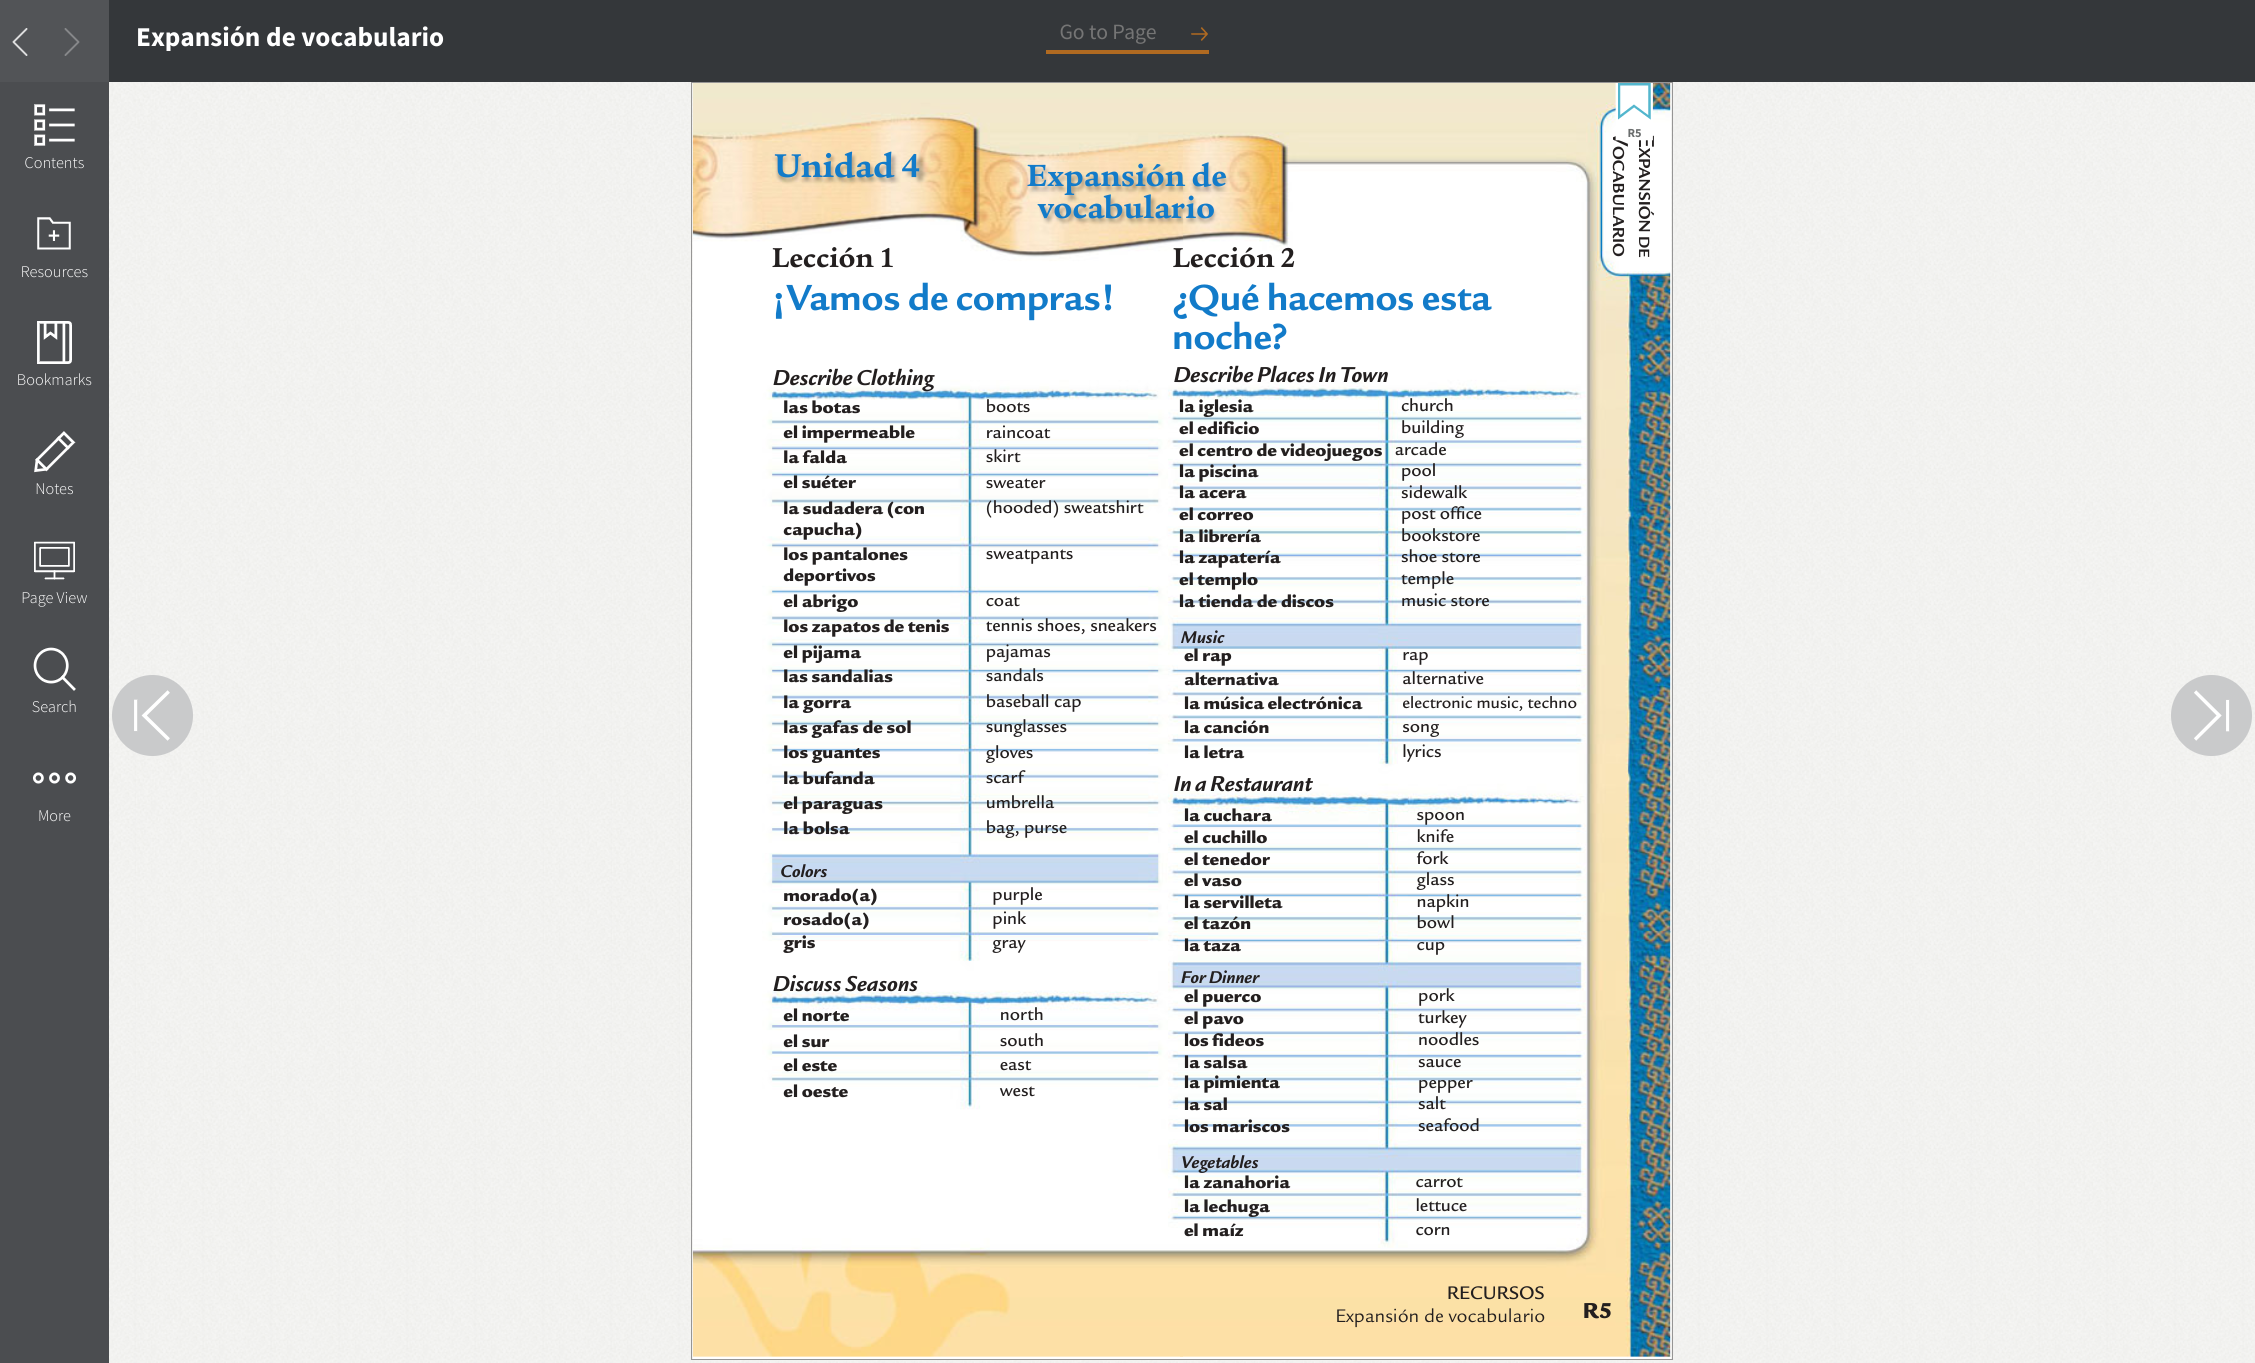 Expansión de vocabulario
Go to Page
Contents
Resources
Bookmarks
Notes
Page View
Search
More
R5
EXPANSIÓN DE
VOCABULARIO
Unidad 4
Expansión de
vocabulario
Lección 1
¡Vamos de compras!
Describe Clothing
las botas boots
el impermeable raincoat
la falda skirt
el suéter sweater
la sudadera (con (hooded) sweatshirt
capucha)
los pantalones sweatpants
deportivos
el abrigo coat
los zapatos de tenis tennis shoes, sneakers
el pijama pajamas
las sandalias sandals
la gorra baseball cap
las gafas de sol sunglasses
los guantes gloves
la bufanda scarf
el paraguas umbrella
la bolsa bag, purse
Colors
morado(a) purple
rosado(a) pink
gris gray
Discuss Seasons
el norte north
el sur south
el este east
el oeste west
Lección 2
¿Qué hacemos esta
noche?
Describe Places In Town
la iglesia church
el edificio building
el centro de videojuegos arcade
la piscina pool
la acera sidewalk
el correo post office
la librería bookstore
la zapatería shoe store
el templo temple
la tienda de discos music store
Music
el rap rap
alternativa alternative
la música electrónica electronic music, techno
la canción song
la letra lyrics
In a Restaurant
la cuchara spoon
el cuchillo knife
el tenedor fork
el vaso glass
la servilleta napkin
el tazón bowl
la taza cup
For Dinner
el puerco pork
el pavo turkey
los fideos noodles
la salsa sauce
la pimienta pepper
la sal salt
los mariscos seafood
Vegetables
la zanahoria carrot
la lechuga lettuce
el maíz corn
RECURSOS
Expansión de vocabulario R5